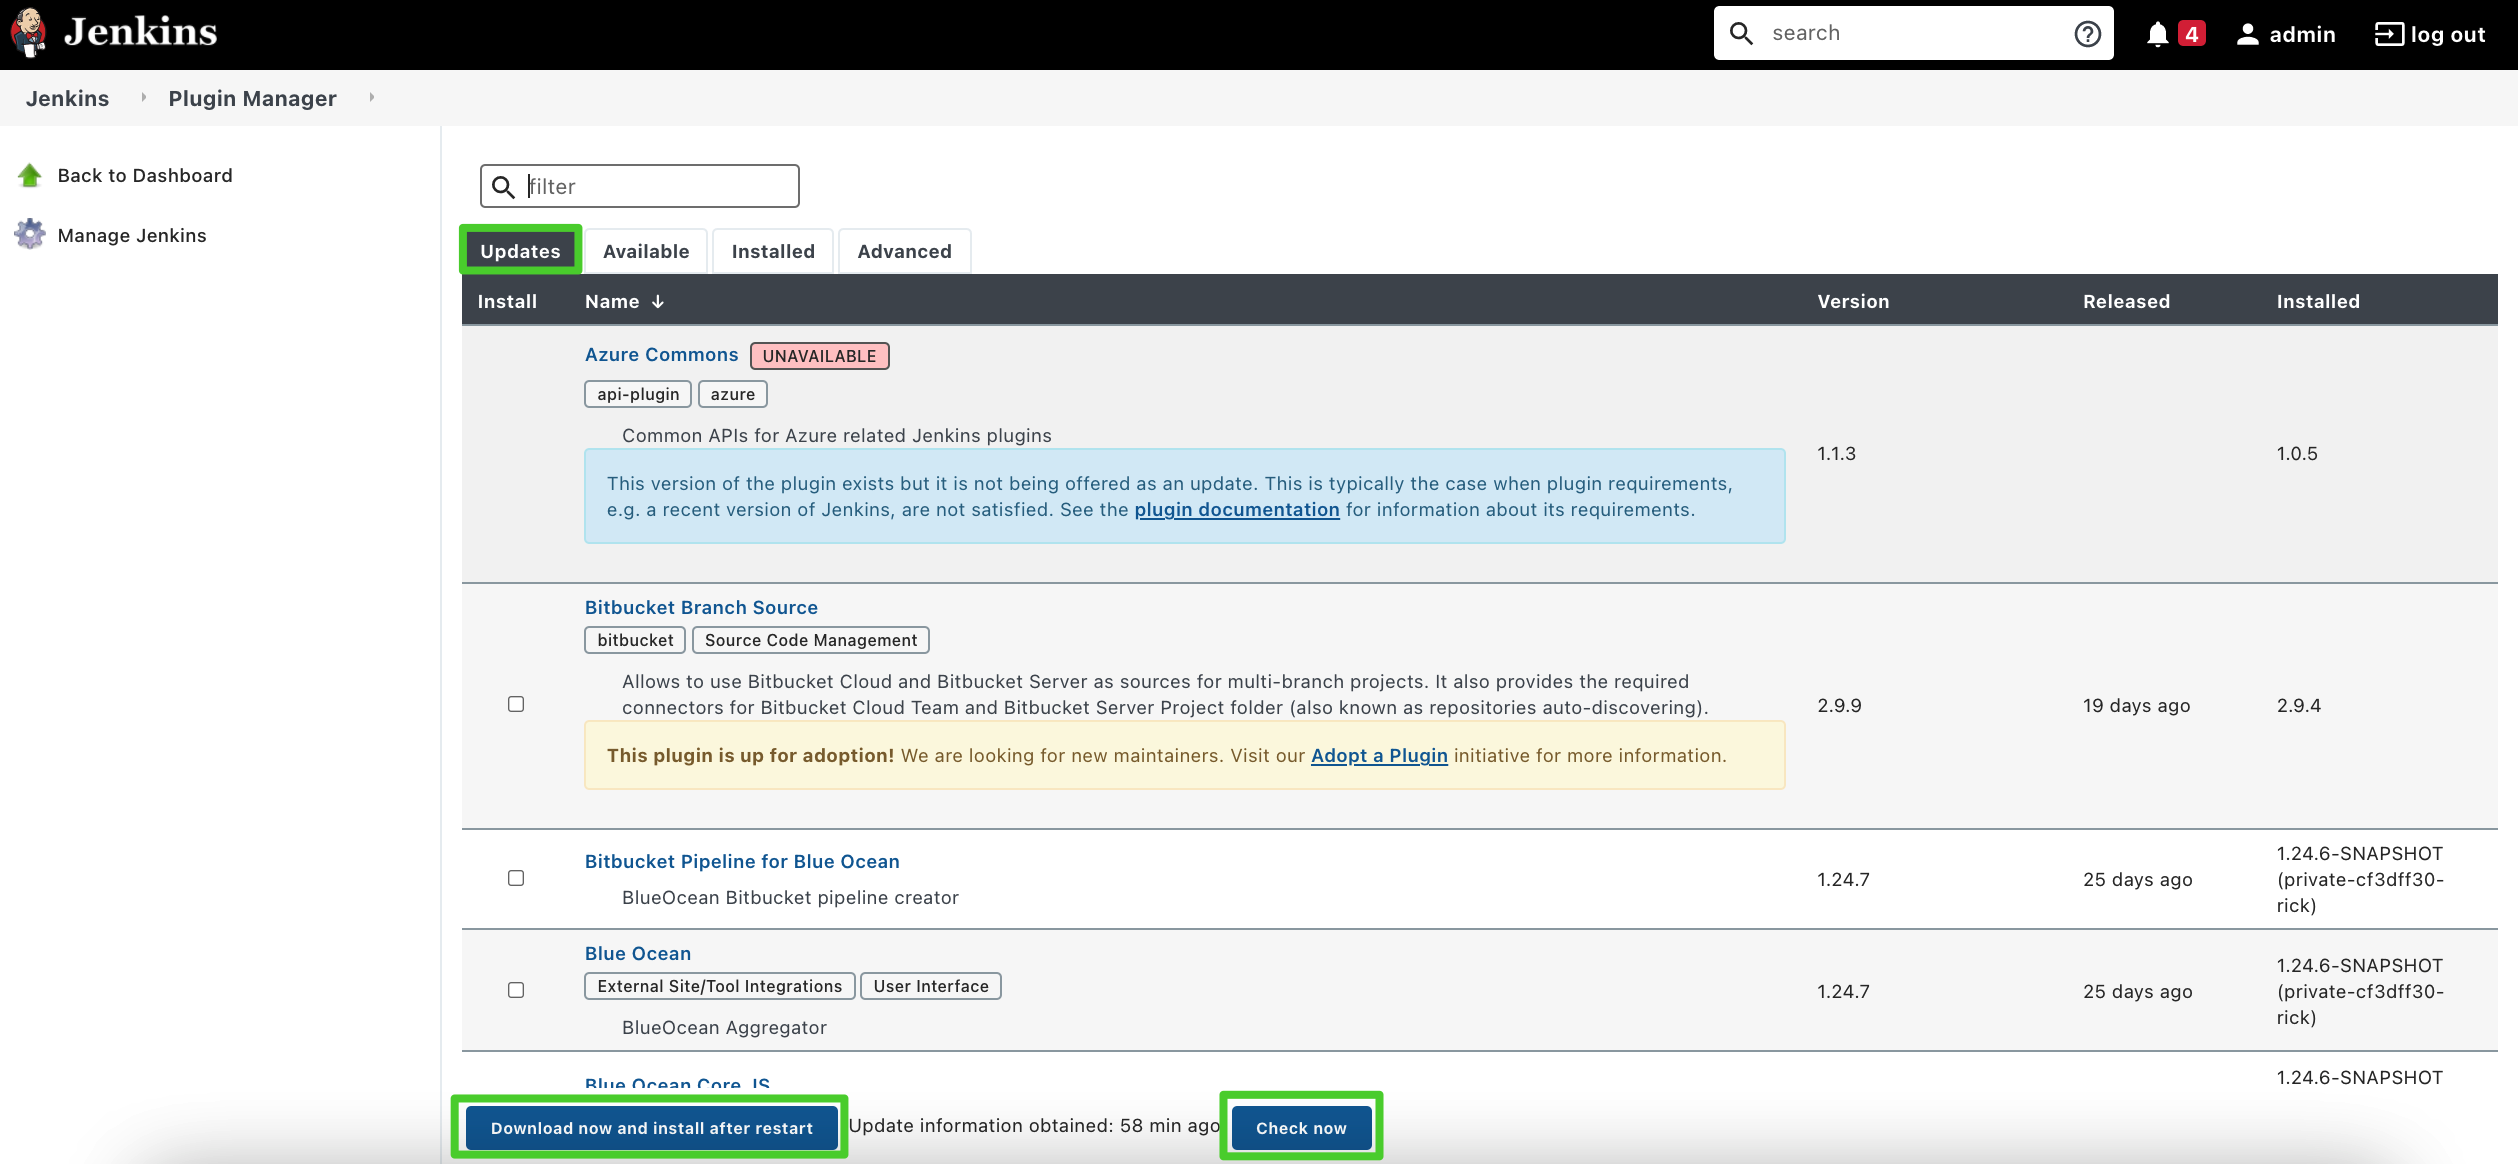 Jenkins
search
4
admin
log out
Jenkins
Plugin Manager
Back to Dashboard
Manage Jenkins
filter
Updates
Available
Installed
Advanced
Install
Name ↓
Version
Released
Installed
Azure Commons
UNAVAILABLE
api-plugin
azure
Common APIs for Azure related Jenkins plugins
This version of the plugin exists but it is not being offered as an update. This is typically the case when plugin requirements,
e.g. a recent version of Jenkins, are not satisfied. See the plugin documentation for information about its requirements.
1.1.3
1.0.5
Bitbucket Branch Source
bitbucket
Source Code Management
Allows to use Bitbucket Cloud and Bitbucket Server as sources for multi-branch projects. It also provides the required
connectors for Bitbucket Cloud Team and Bitbucket Server Project folder (also known as repositories auto-discovering).
This plugin is up for adoption! We are looking for new maintainers. Visit our Adopt a Plugin initiative for more information.
2.9.9
19 days ago
2.9.4
Bitbucket Pipeline for Blue Ocean
BlueOcean Bitbucket pipeline creator
1.24.7
25 days ago
1.24.6-SNAPSHOT
(private-cf3dff30-
rick)
Blue Ocean
External Site/Tool Integrations
User Interface
BlueOcean Aggregator
1.24.7
25 days ago
1.24.6-SNAPSHOT
(private-cf3dff30-
rick)
Blue Ocean Core JS
1.24.6-SNAPSHOT
Download now and install after restart
Update information obtained: 58 min ago
Check now